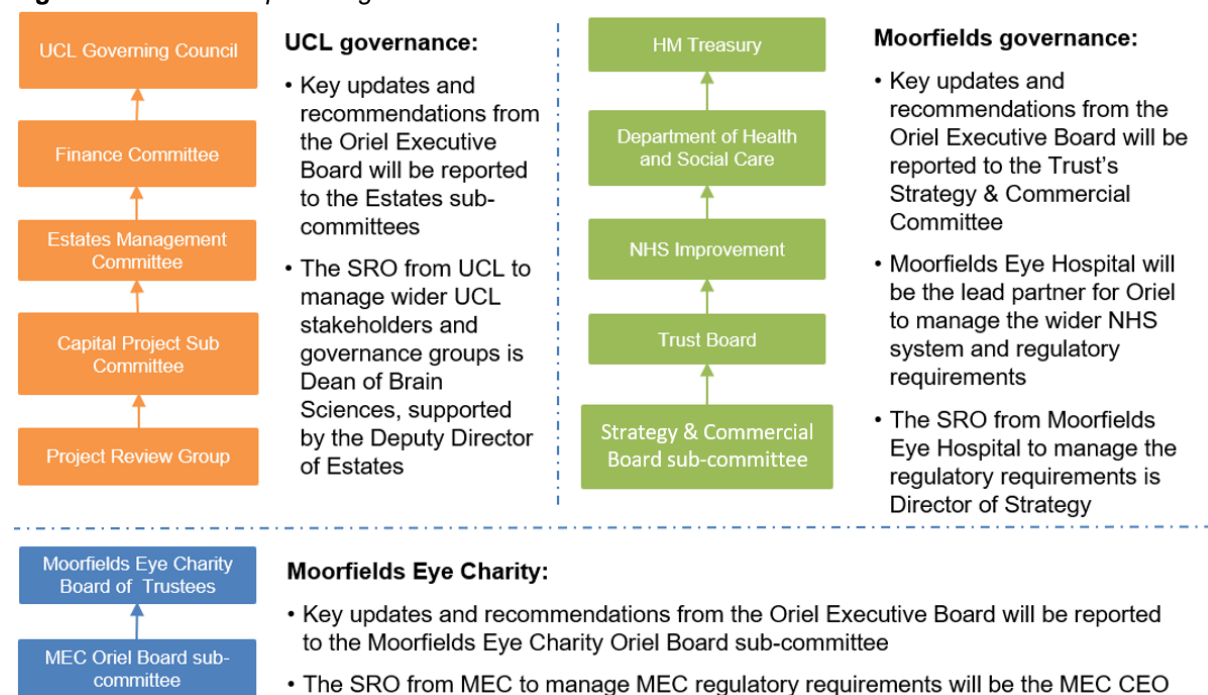 UCL Governing Council
Finance Committee
Estates Management
Committee
Capital Project Sub
Committee
Project Review Group
UCL governance:
• Key updates and
recommendations from
the Oriel Executive
Board will be reported
to the Estates sub-
committees
• The SRO from UCL to
manage wider UCL
stakeholders and
governance groups is
Dean of Brain
Sciences, supported
by the Deputy Director
of Estates
HM Treasury
Department of Health
and Social Care
NHS Improvement
Trust Board
Strategy & Commercial
Board sub-committee
Moorfields governance:
• Key updates and
recommendations from the
Oriel Executive Board will be
reported to the Trust's
Strategy & Commercial
Committee
• Moorfields Eye Hospital will
be the lead partner for Oriel
to manage the wider NHS
system and regulatory
requirements
• The SRO from Moorfields
Eye Hospital to manage the
regulatory requirements is
Director of Strategy
Moorfields Eye Charity
Board of Trustees
MEC Oriel Board sub-
committee
Moorfields Eye Charity:
• Key updates and recommendations from the Oriel Executive Board will be reported
to the Moorfields Eye Charity Oriel Board sub-committee
• The SRO from MEC to manage MEC regulatory requirements will be the MEC CEO